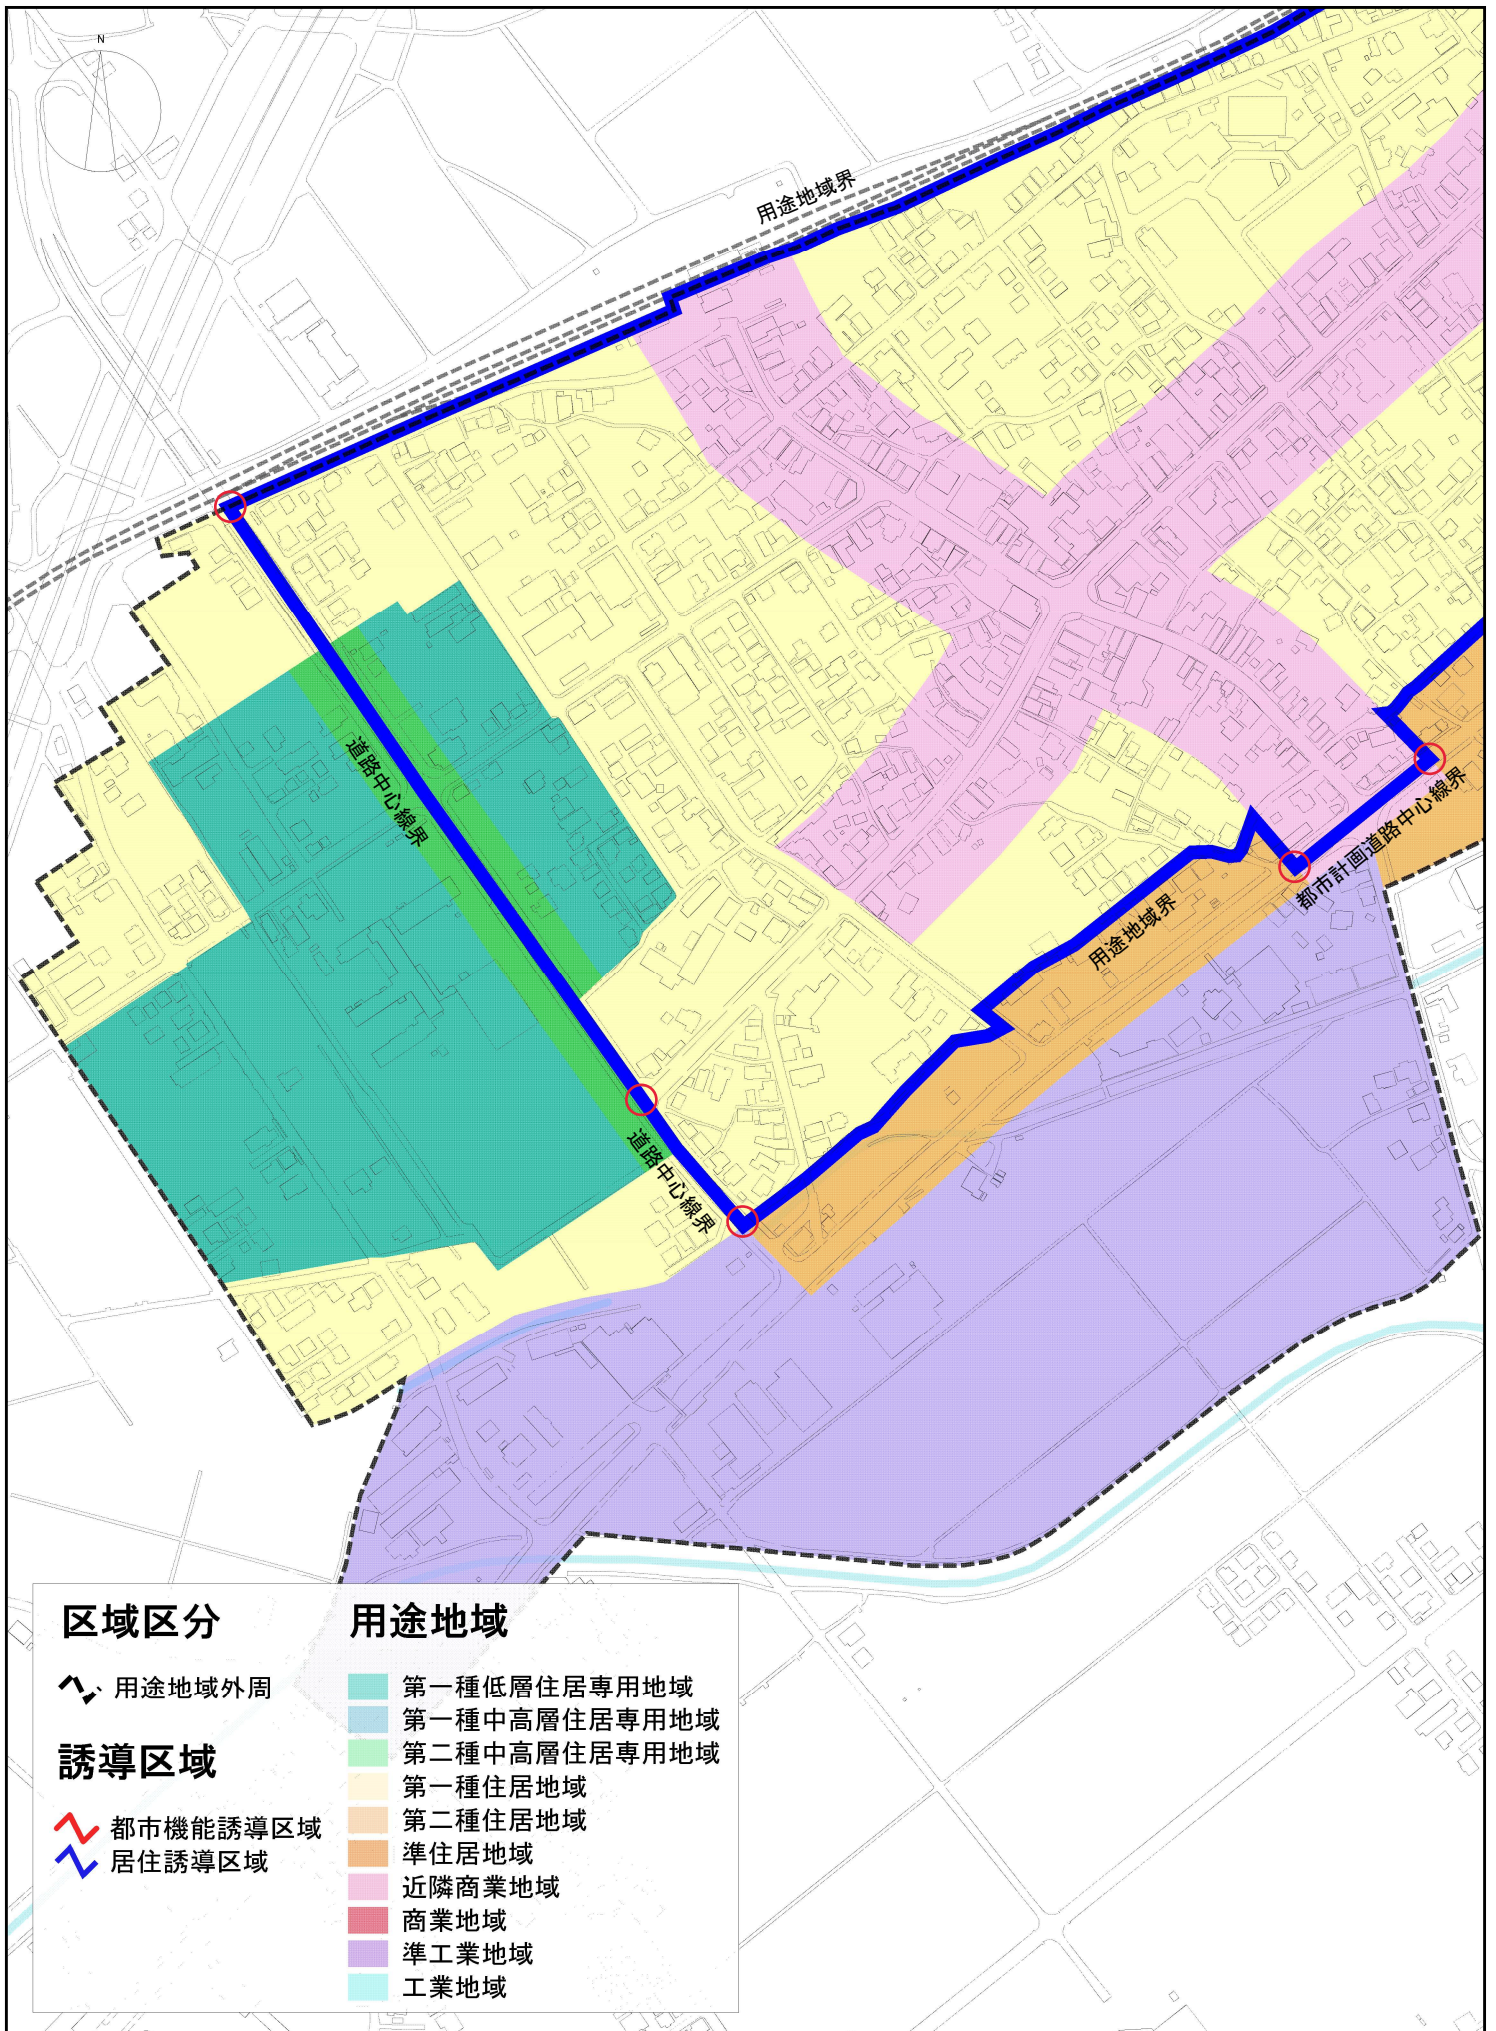 N
用途地域界
道路中心線界
都市計画道路中心線界
用途地域界
道路中心線界
区域区分
用途地域外周
誘導区域
都市機能誘導区域
居住誘導区域
用途地域
第一種低層住居専用地域
第一種中高層住居専用地域
第二種中高層住居専用地域
第一種住居地域
第二種住居地域
準住居地域
近隣商業地域
商業地域
準工業地域
工業地域